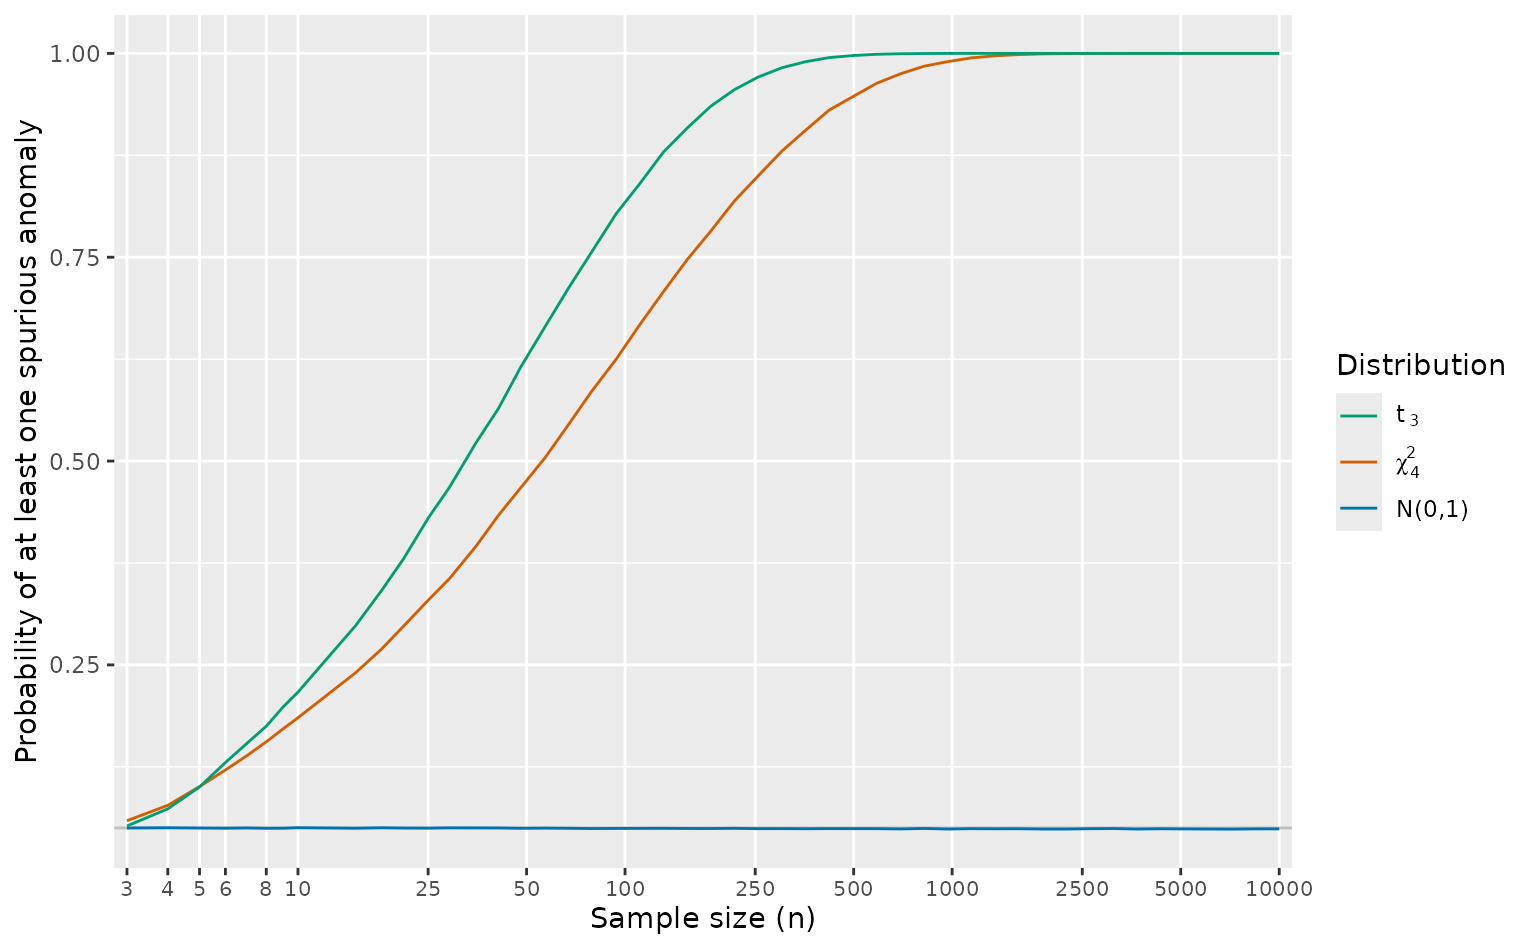 Probability of at least one spurious anomaly
1.00
0.75
0.50
0.25
3 4 5 6 8 10 25 50 100 250 500 1000 2500 5000 10000
Sample size (n)
Distribution
t₃
χ²₄
N(0,1)